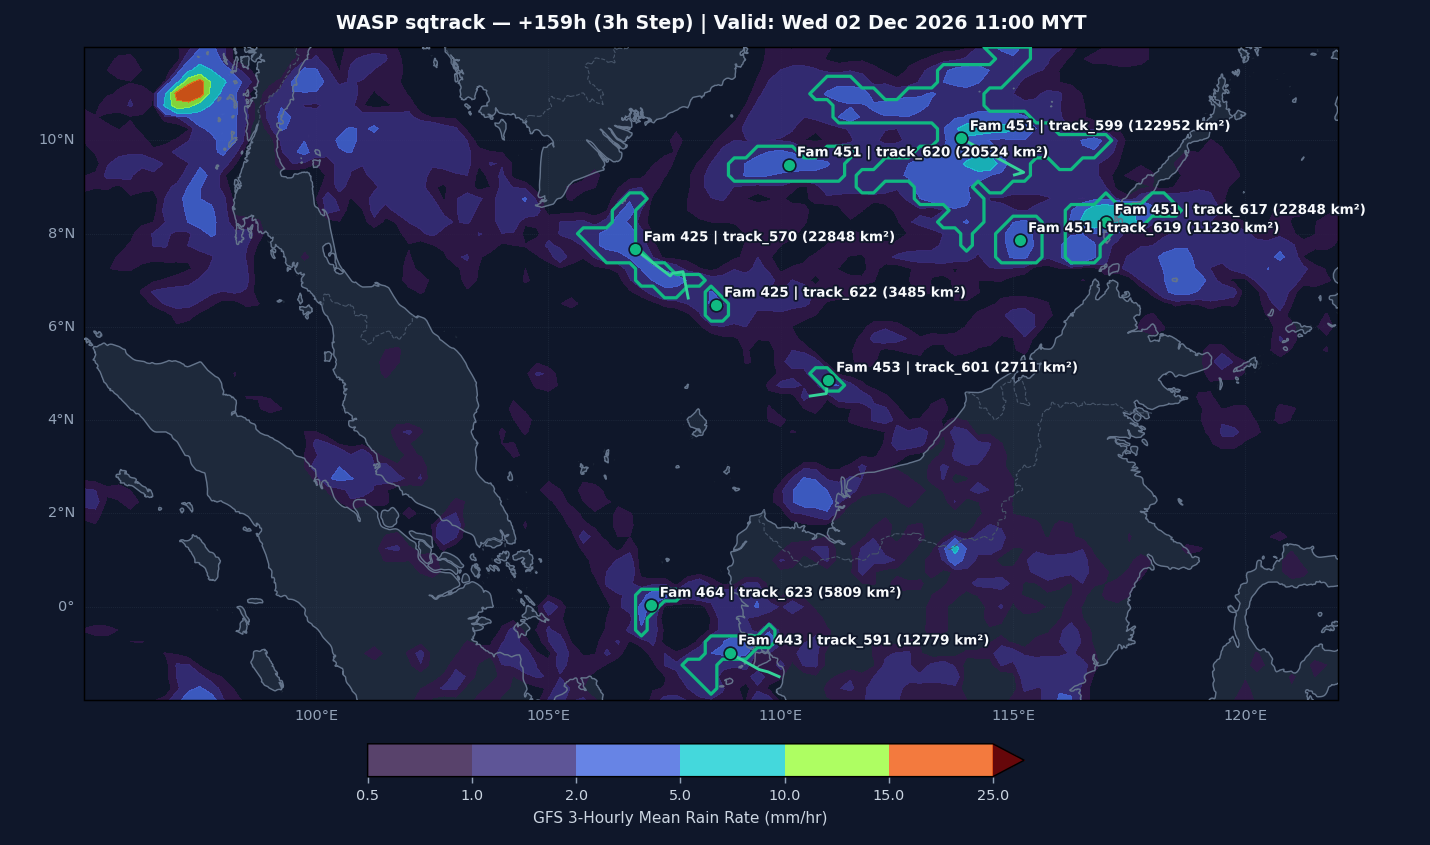 WASP sqtrack — +159h (3h Step) | Valid: Wed 02 Dec 2026 11:00 MYT
10°N
8°N
6°N
4°N
2°N
0°
Fam 451 | track_599 (122952 km²)
Fam 451 | track_620 (20524 km²)
Fam 451 | track_617 (22848 km²)
Fam 451 | track_619 (11230 km²)
Fam 425 | track_570 (22848 km²)
Fam 425 | track_622 (3485 km²)
Fam 453 | track_601 (2711 km²)
Fam 464 | track_623 (5809 km²)
Fam 443 | track_591 (12779 km²)
100°E 105°E 110°E 115°E 120°E
0.5 1.0 2.0 5.0 10.0 15.0 25.0
GFS 3-Hourly Mean Rain Rate (mm/hr)